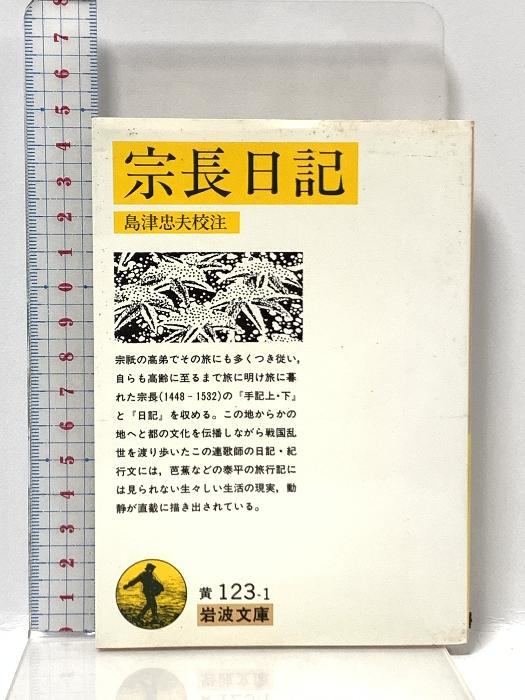 宗長日記
島津忠夫校注
宗祇の高弟でその旅にも多くつき従い,
自らも高齢に至るまで旅に明け旅に暮
れた宗長(1448‐1532)の『手記上・下』
と『日記』を収める。この地からかの
地へと都の文化を伝播しながら戦国乱
世を渡り歩いたこの連歌師の日記・紀
行文には,芭蕉などの泰平の旅行記に
は見られない生々しい生活の現実,動
静が直截に描き出されている。
黄 123-1
岩波文庫